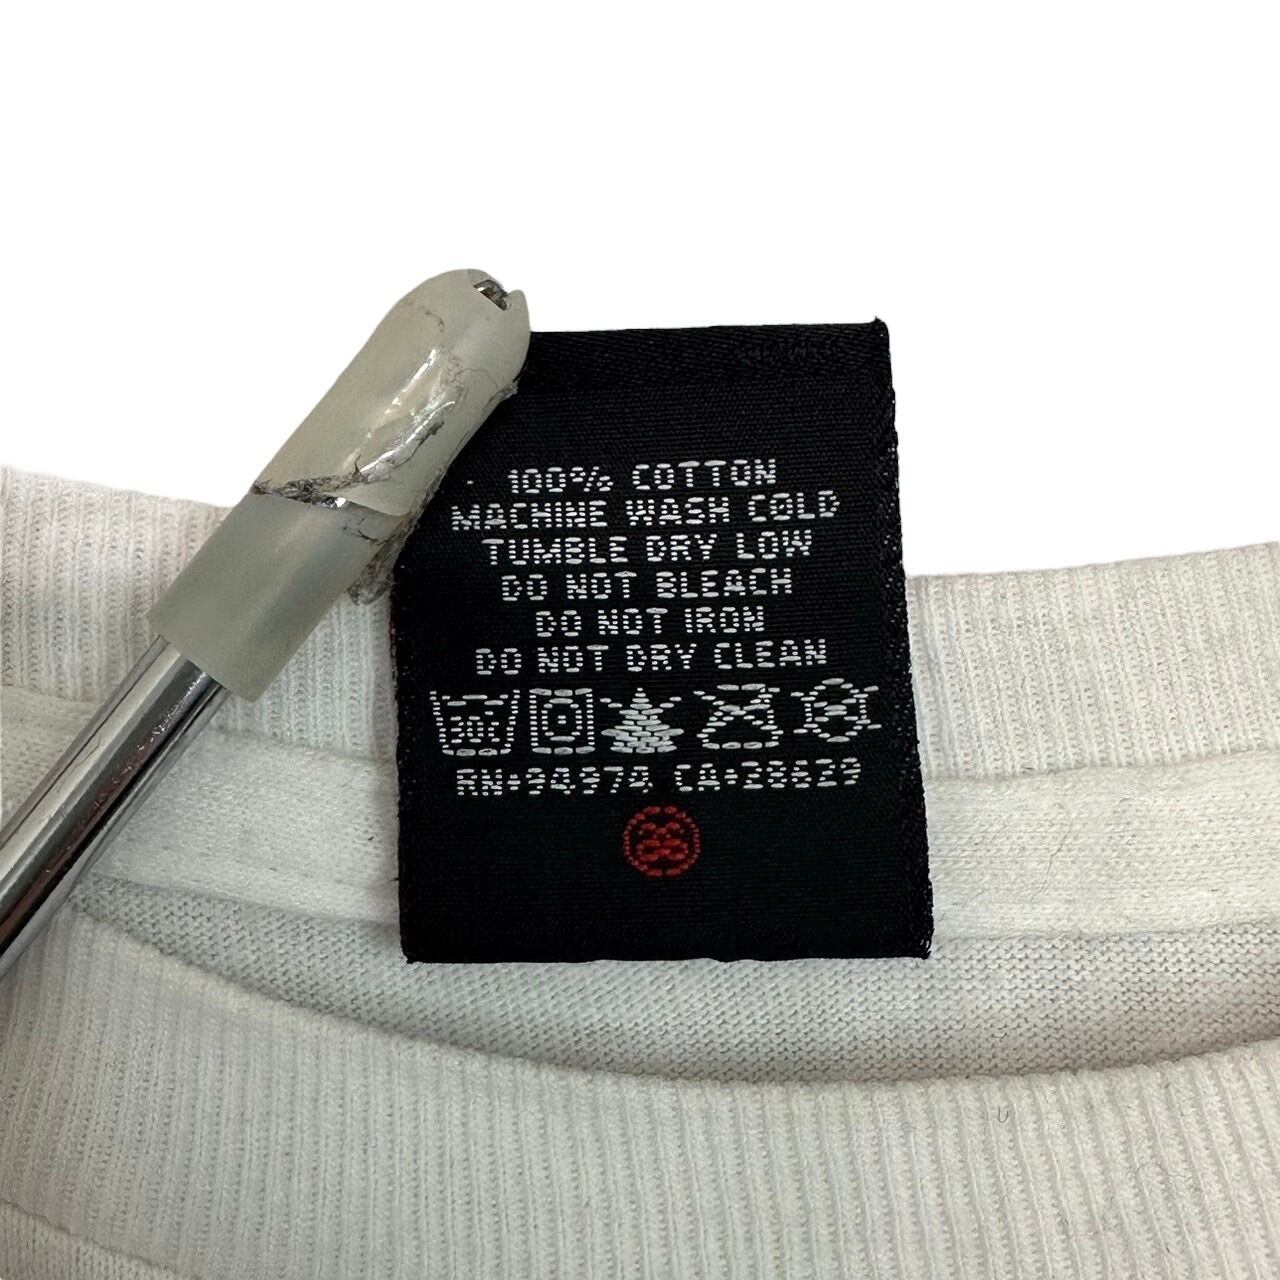 100% COTTON
MACHINE WASH COLD
TUMBLE DRY LOW
DO NOT BLEACH
DO NOT IRON
DO NOT DRY CLEAN
30C
RN•94974 CA•28629